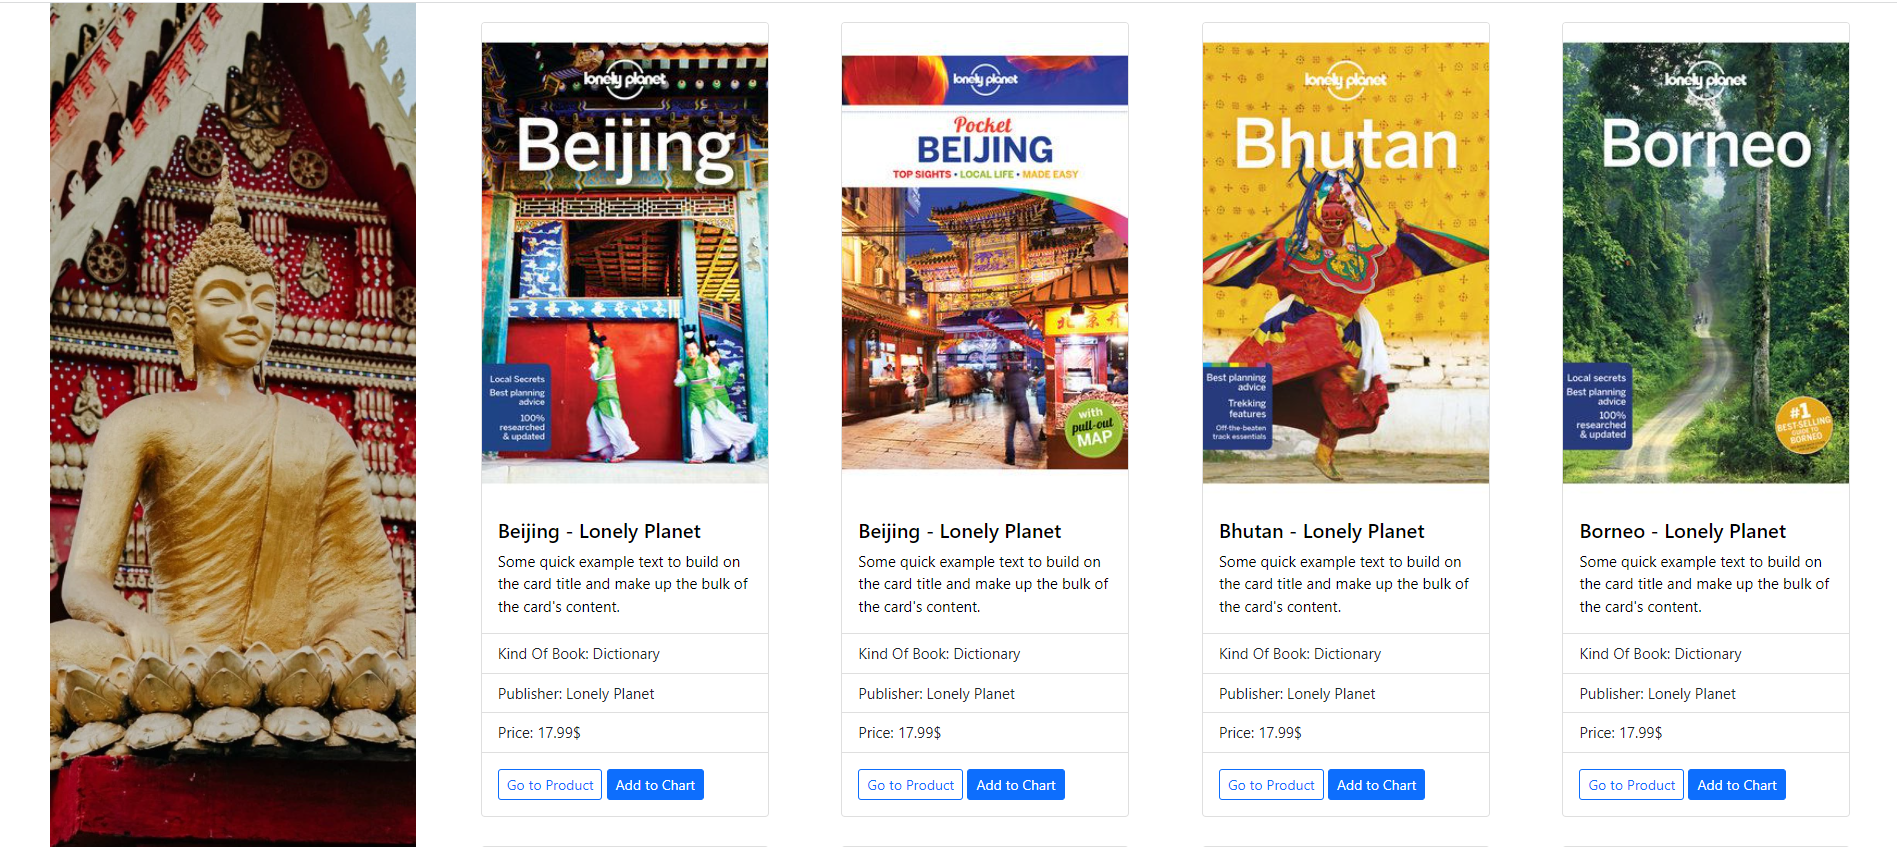 lonely planet
Beijing
Local Secrets
Best planning
advice
100%
researched
& updated
Beijing - Lonely Planet
Some quick example text to build on
the card title and make up the bulk of
the card's content.
Kind Of Book: Dictionary
Publisher: Lonely Planet
Price: 17.99$
Go to Product
Add to Chart
lonely planet
Pocket
BEIJING
TOP SIGHTS • LOCAL LIFE • MADE EASY
with
pull-out
MAP
Beijing - Lonely Planet
Some quick example text to build on
the card title and make up the bulk of
the card's content.
Kind Of Book: Dictionary
Publisher: Lonely Planet
Price: 17.99$
Go to Product
Add to Chart
lonely planet
Bhutan
Best planning
advice
Trekking
features
Off-the-beaten
track essentials
Bhutan - Lonely Planet
Some quick example text to build on
the card title and make up the bulk of
the card's content.
Kind Of Book: Dictionary
Publisher: Lonely Planet
Price: 17.99$
Go to Product
Add to Chart
lonely planet
Borneo
Local secrets
Best planning
advice
100%
researched
& updated
#1
BEST-SELLING
GUIDE TO
BORNEO
Borneo - Lonely Planet
Some quick example text to build on
the card title and make up the bulk of
the card's content.
Kind Of Book: Dictionary
Publisher: Lonely Planet
Price: 17.99$
Go to Product
Add to Chart